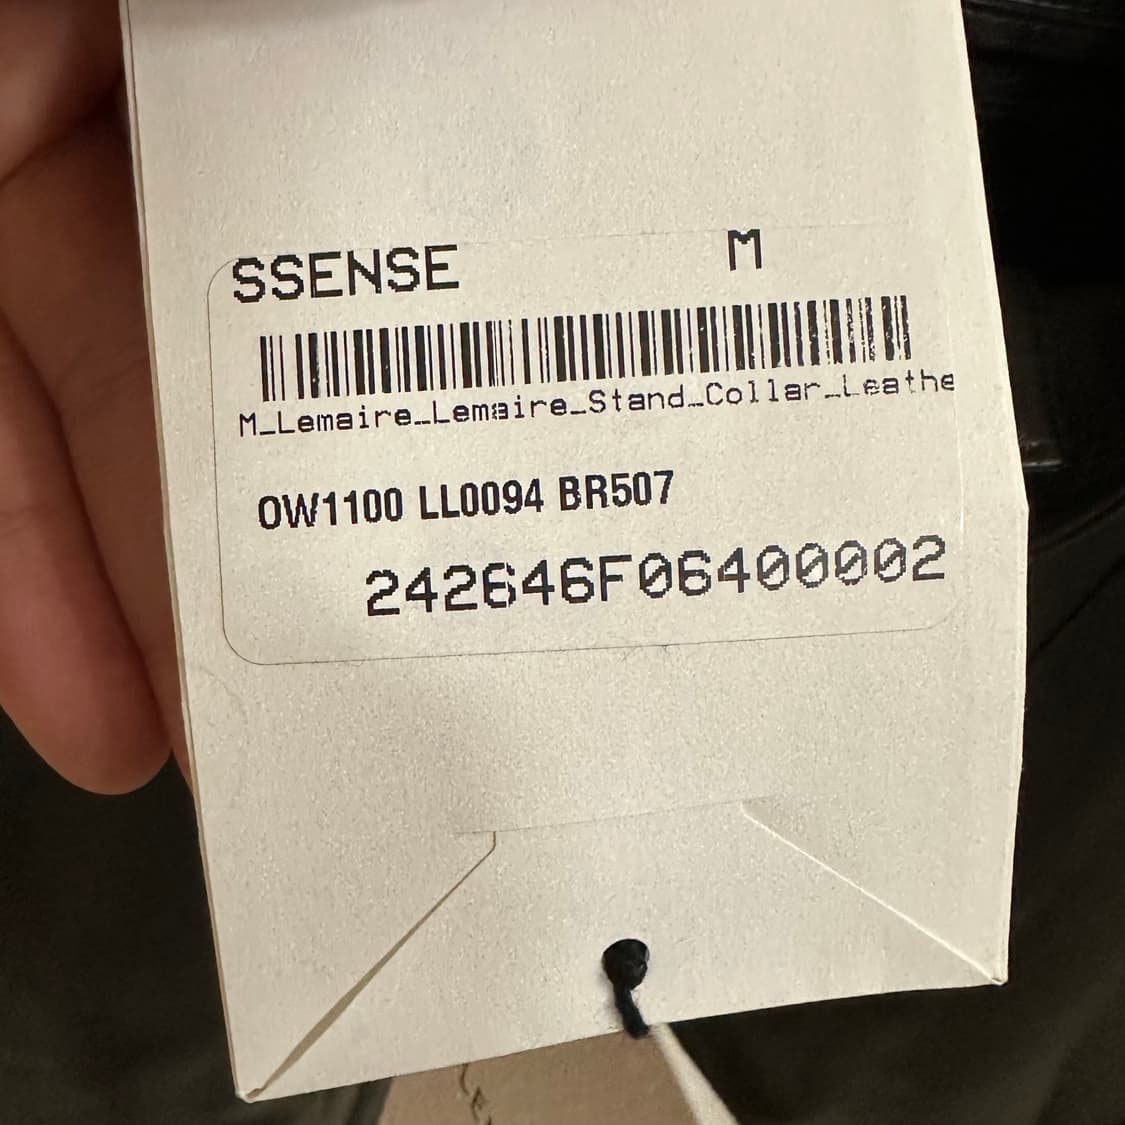 SSENSE M
M_Lemaire_Lemaire_Stand_Collar_Leathe
OW1100 LL0094 BR507
242646F06400002